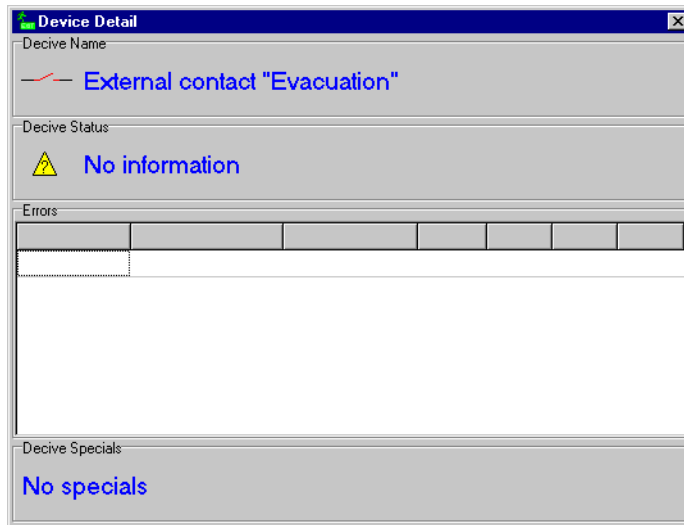 Device Detail
Decive Name
External contact "Evacuation"
Decive Status
? No information
Errors
Decive Specials
No specials